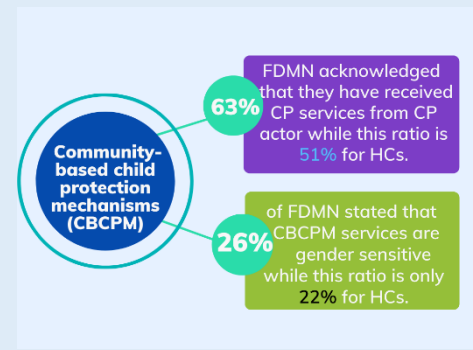 Community-
based child
protection
mechanisms
(CBCPM)
63%
FDMN acknowledged
that they have received
CP services from CP
actor while this ratio is
51% for HCs.
26%
of FDMN stated that
CBCPM services are
gender sensitive
while this ratio is only
22% for HCs.